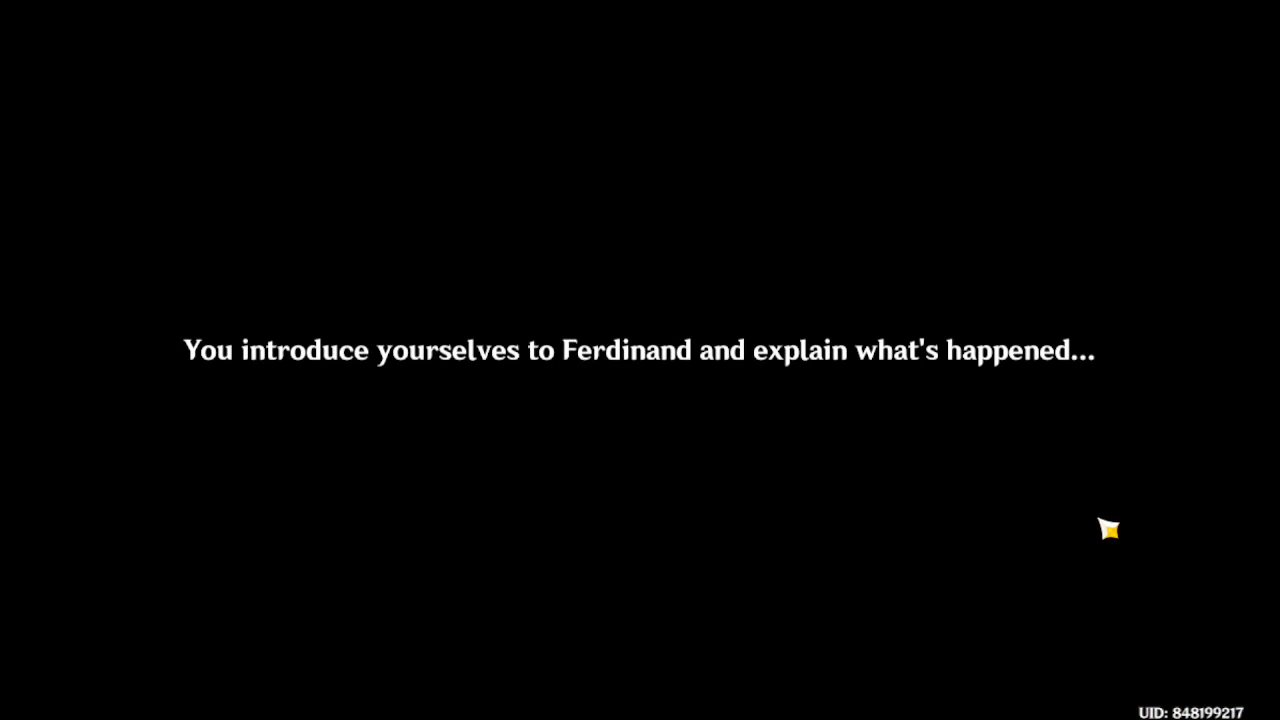 You introduce yourselves to Ferdinand and explain what's happened...
UID: 848199217